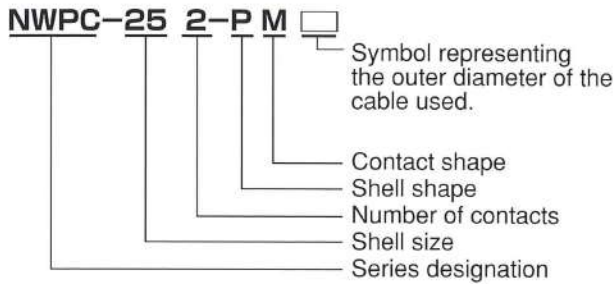 NWPC-25 2-P M □
Symbol representing
the outer diameter of the
cable used.
Contact shape
Shell shape
Number of contacts
Shell size
Series designation